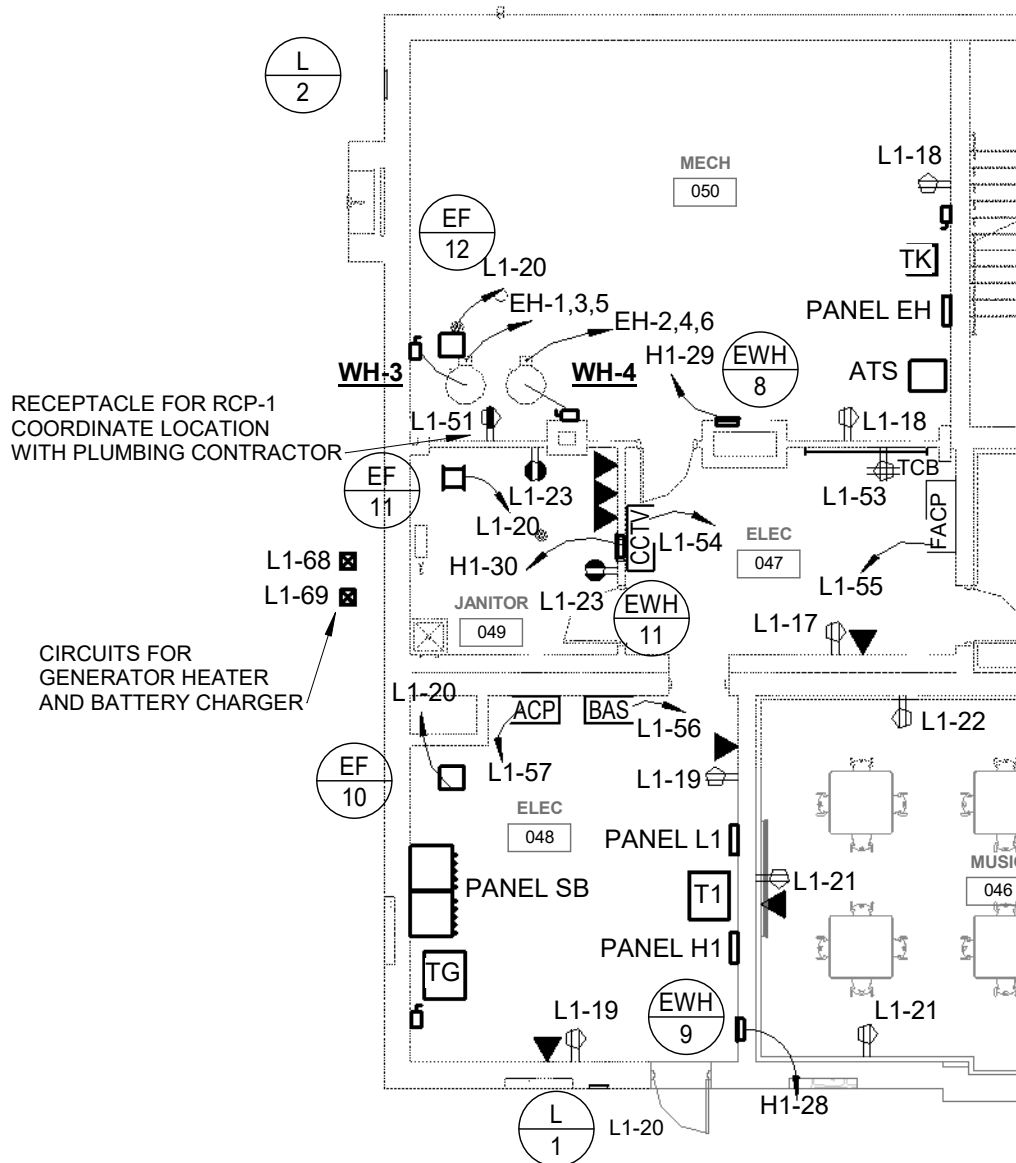 L
2
MECH
050
L1-18
EF
12
L1-20
TK
EH-1,3,5
PANEL EH
EH-2,4,6
H1-29
EWH
8
WH-3
WH-4
ATS
RECEPTACLE FOR RCP-1
COORDINATE LOCATION
WITH PLUMBING CONTRACTOR
L1-51
L1-18
EF
11
L1-23
L1-20
CCTV
L1-54
L1-53
TCB
FACP
ELEC
047
L1-68
L1-69
H1-30
L1-55
L1-23
JANITOR
049
EWH
11
L1-17
CIRCUITS FOR
GENERATOR HEATER
AND BATTERY CHARGER
L1-20
ACP
BAS
L1-56
L1-22
L1-57
L1-19
EF
10
ELEC
048
PANEL L1
MUSIC
046
L1-21
PANEL SB
T1
PANEL H1
TG
L1-19
EWH
9
L1-21
H1-28
L
1
L1-20